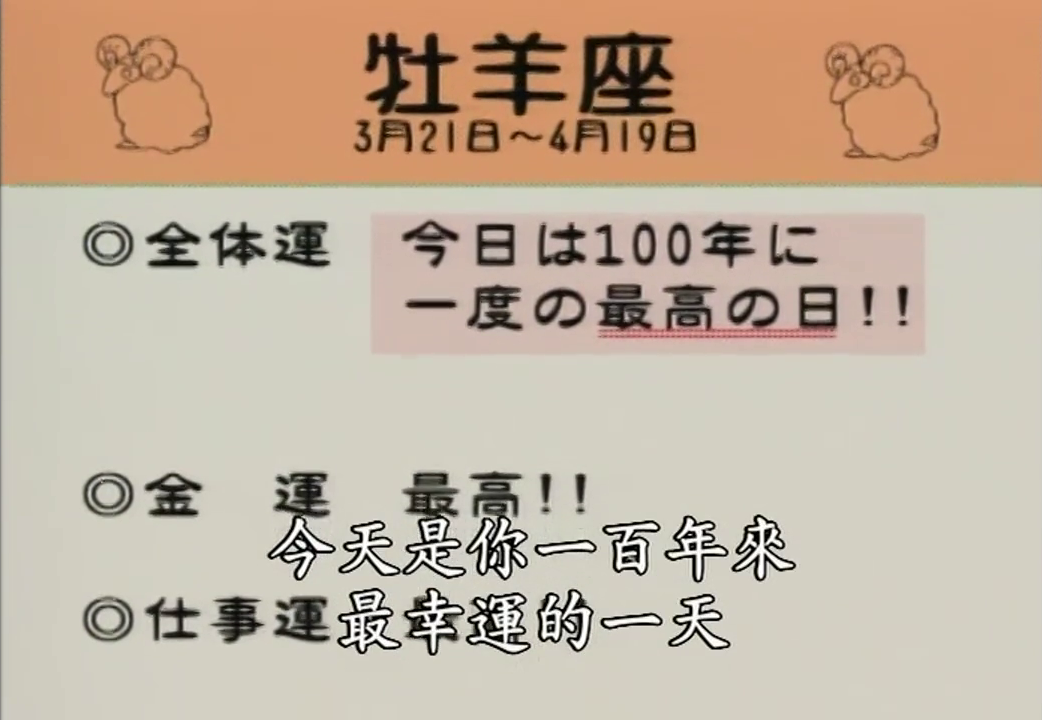 牡羊座
3月21日～4月19日
◎全体運 今日は100年に
一度の最高の日!!
◎金 運 最高!!
今天是你一百年來
◎仕事運
最幸運的一天